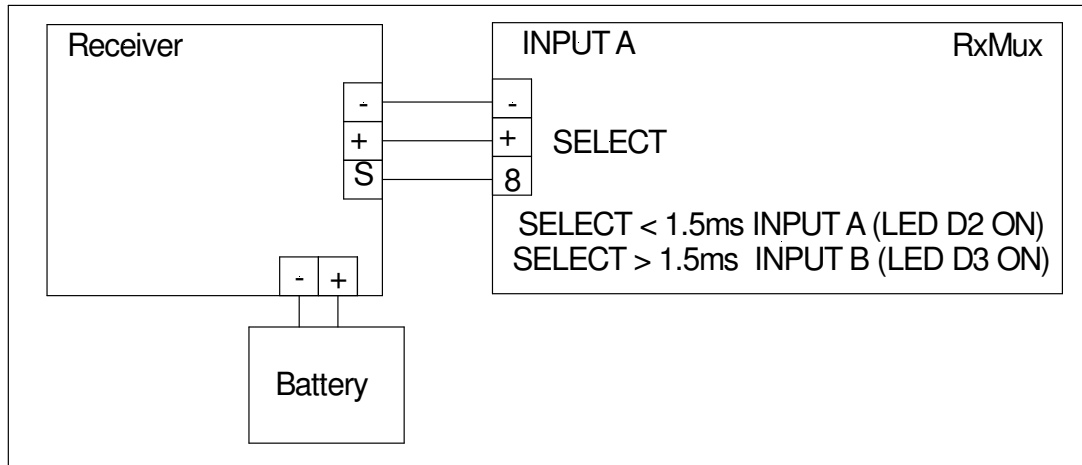 Receiver
INPUT A
RxMux
- -
+ + SELECT
S 8
SELECT < 1.5ms INPUT A (LED D2 ON)
SELECT > 1.5ms INPUT B (LED D3 ON)
- +
Battery